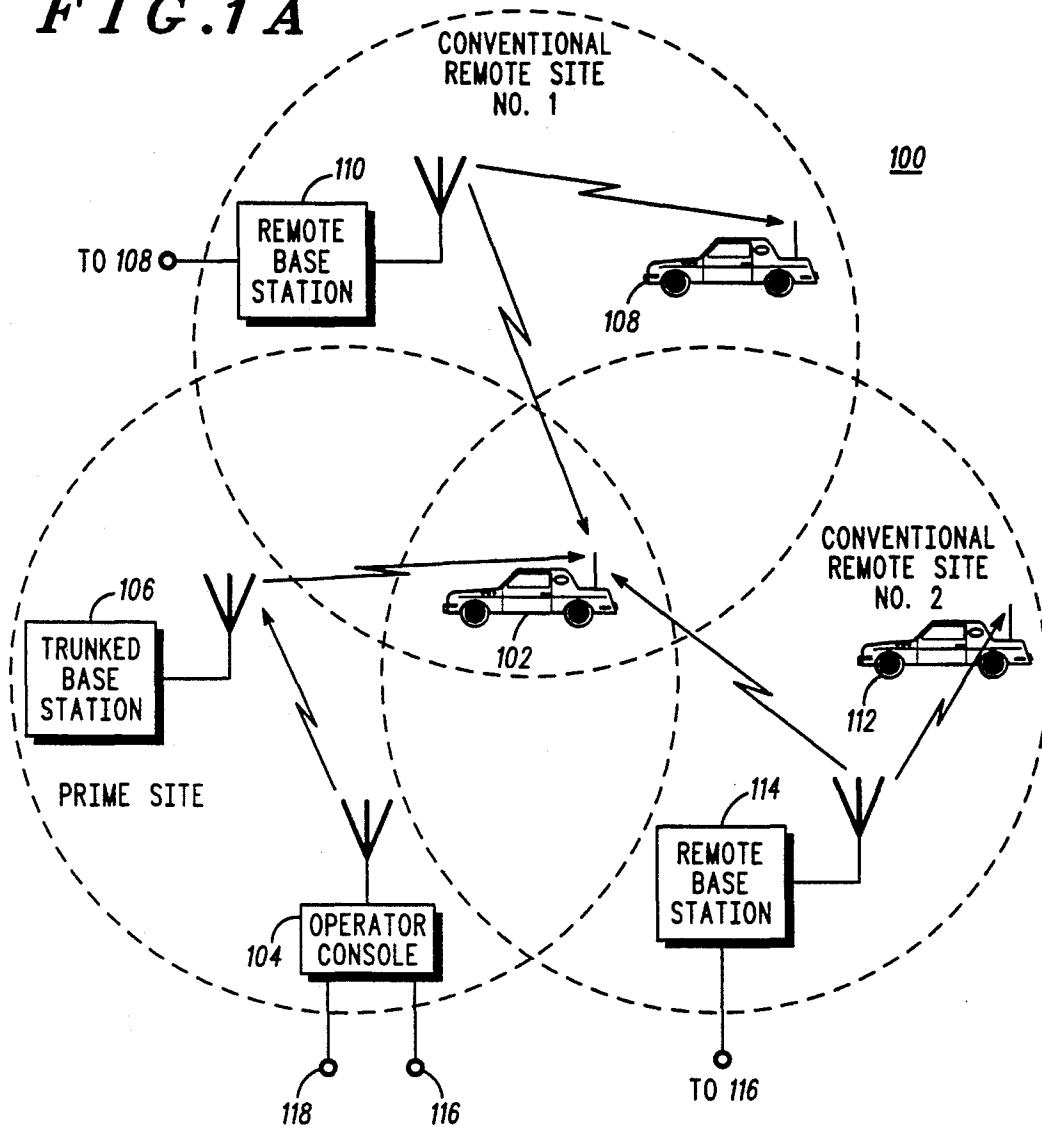 FIG.1A
CONVENTIONAL
REMOTE SITE
NO. 1
100
110
REMOTE
BASE
STATION
TO 108
108
CONVENTIONAL
REMOTE SITE
NO. 2
106
TRUNKED
BASE
STATION
102
112
PRIME SITE
114
REMOTE
BASE
STATION
104
OPERATOR
CONSOLE
118
116
TO 116